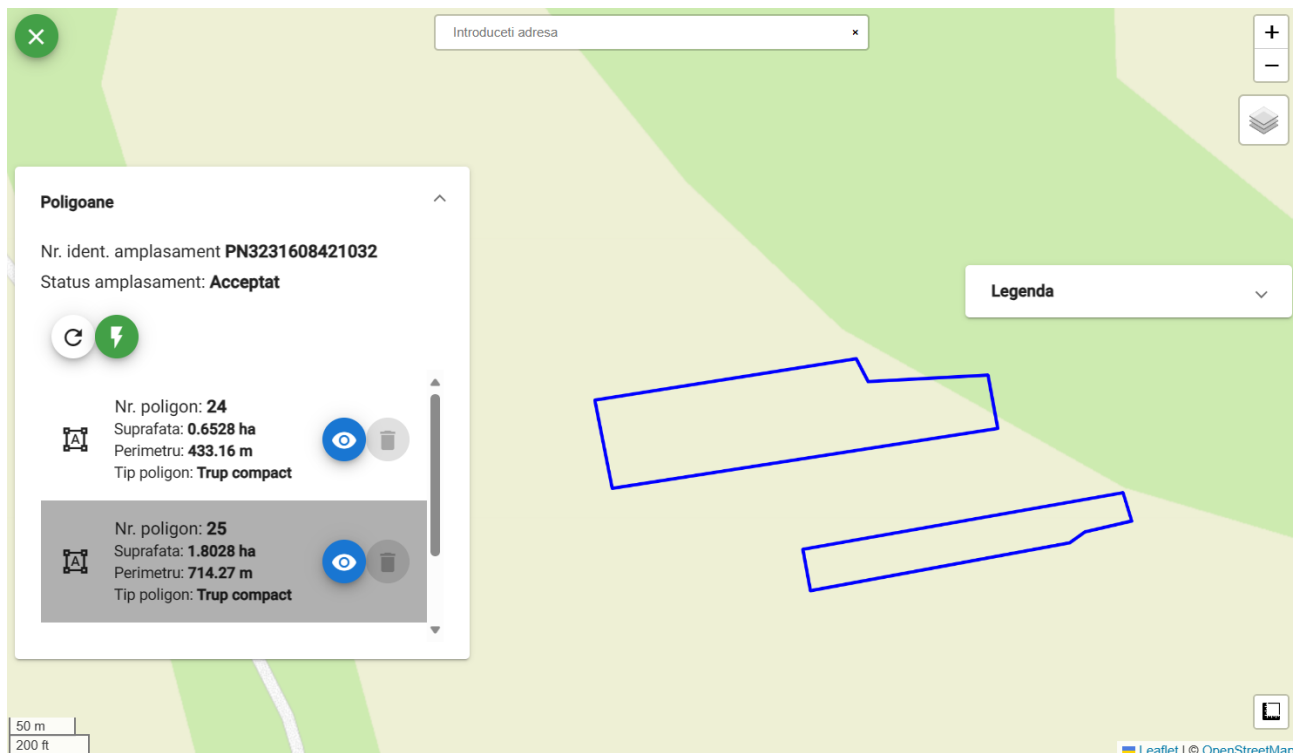 Introduceti adresa
×
+
−
Poligoane
Nr. ident. amplasament PN3231608421032
Status amplasament: Acceptat
Legenda
Nr. poligon: 24
Suprafata: 0.6528 ha
Perimetru: 433.16 m
Tip poligon: Trup compact
Nr. poligon: 25
Suprafata: 1.8028 ha
Perimetru: 714.27 m
Tip poligon: Trup compact
50 m
200 ft
Leaflet | © OpenStreetMap